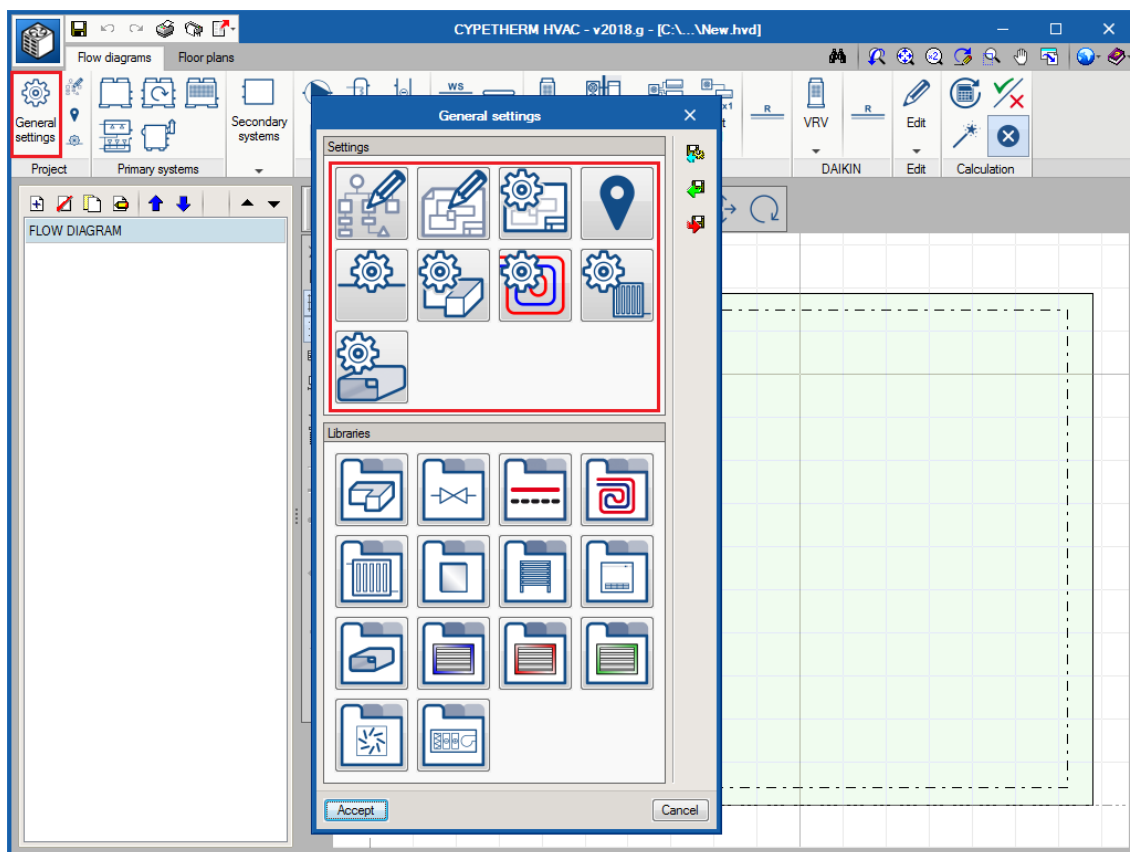 CYPETHERM HVAC - v2018.g - [C:\...\New.hvd]
Flow diagrams Floor plans
General settings
Secondary systems
ws
R
x1
t
VRV
R
Edit
Project
Primary systems
DAIKIN
Edit
Calculation
General settings
Settings
FLOW DIAGRAM
Libraries
Accept
Cancel